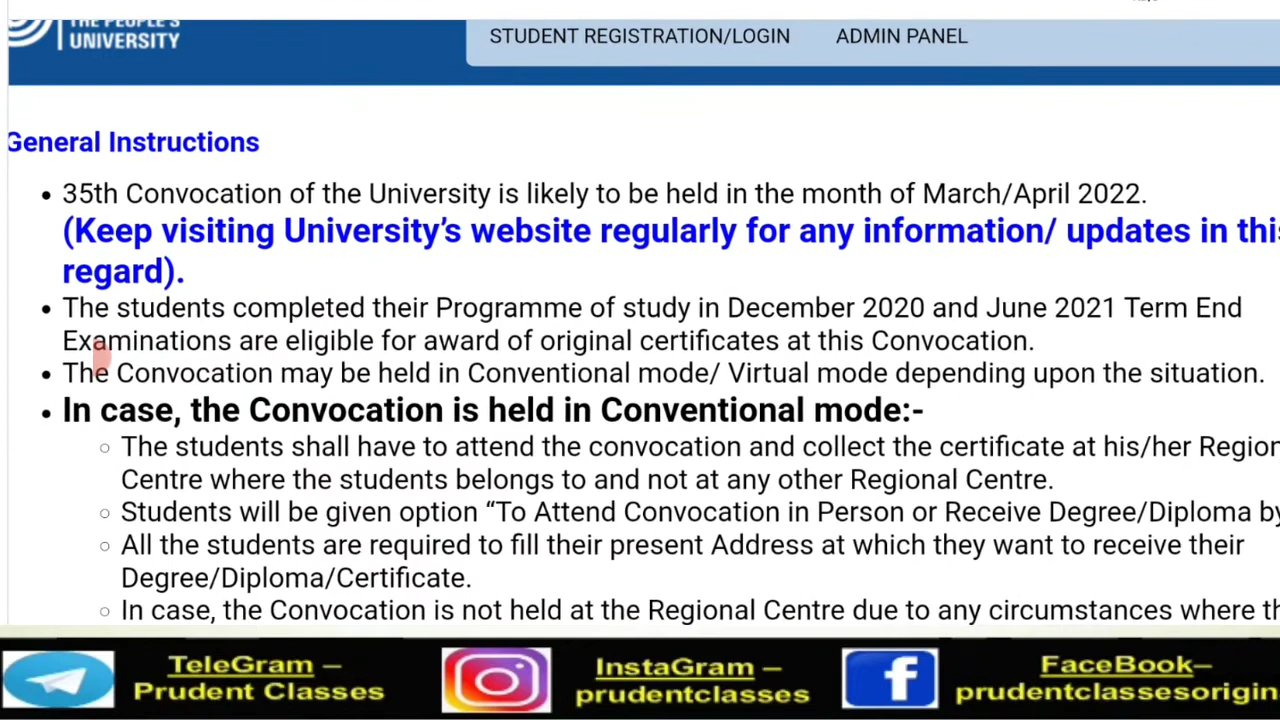 THE PEOPLE'S
UNIVERSITY
STUDENT REGISTRATION/LOGIN ADMIN PANEL
General Instructions
• 35th Convocation of the University is likely to be held in the month of March/April 2022.
(Keep visiting University's website regularly for any information/ updates in this
regard).
• The students completed their Programme of study in December 2020 and June 2021 Term End
Examinations are eligible for award of original certificates at this Convocation.
• The Convocation may be held in Conventional mode/ Virtual mode depending upon the situation.
• In case, the Convocation is held in Conventional mode:-
○ The students shall have to attend the convocation and collect the certificate at his/her Region
Centre where the students belongs to and not at any other Regional Centre.
○ Students will be given option “To Attend Convocation in Person or Receive Degree/Diploma by
○ All the students are required to fill their present Address at which they want to receive their
Degree/Diploma/Certificate.
○ In case, the Convocation is not held at the Regional Centre due to any circumstances where th
TeleGram –
Prudent Classes
InstaGram –
prudentclasses
FaceBook–
prudentclassesorigin